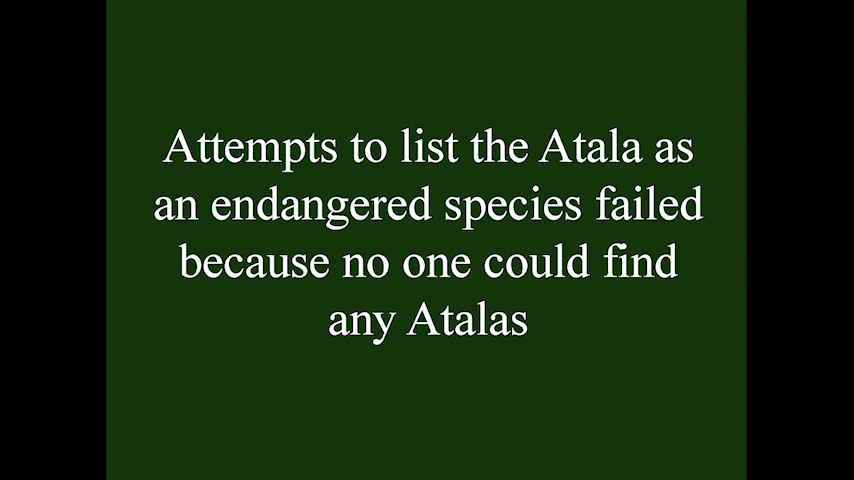 Attempts to list the Atala as
an endangered species failed
because no one could find
any Atalas